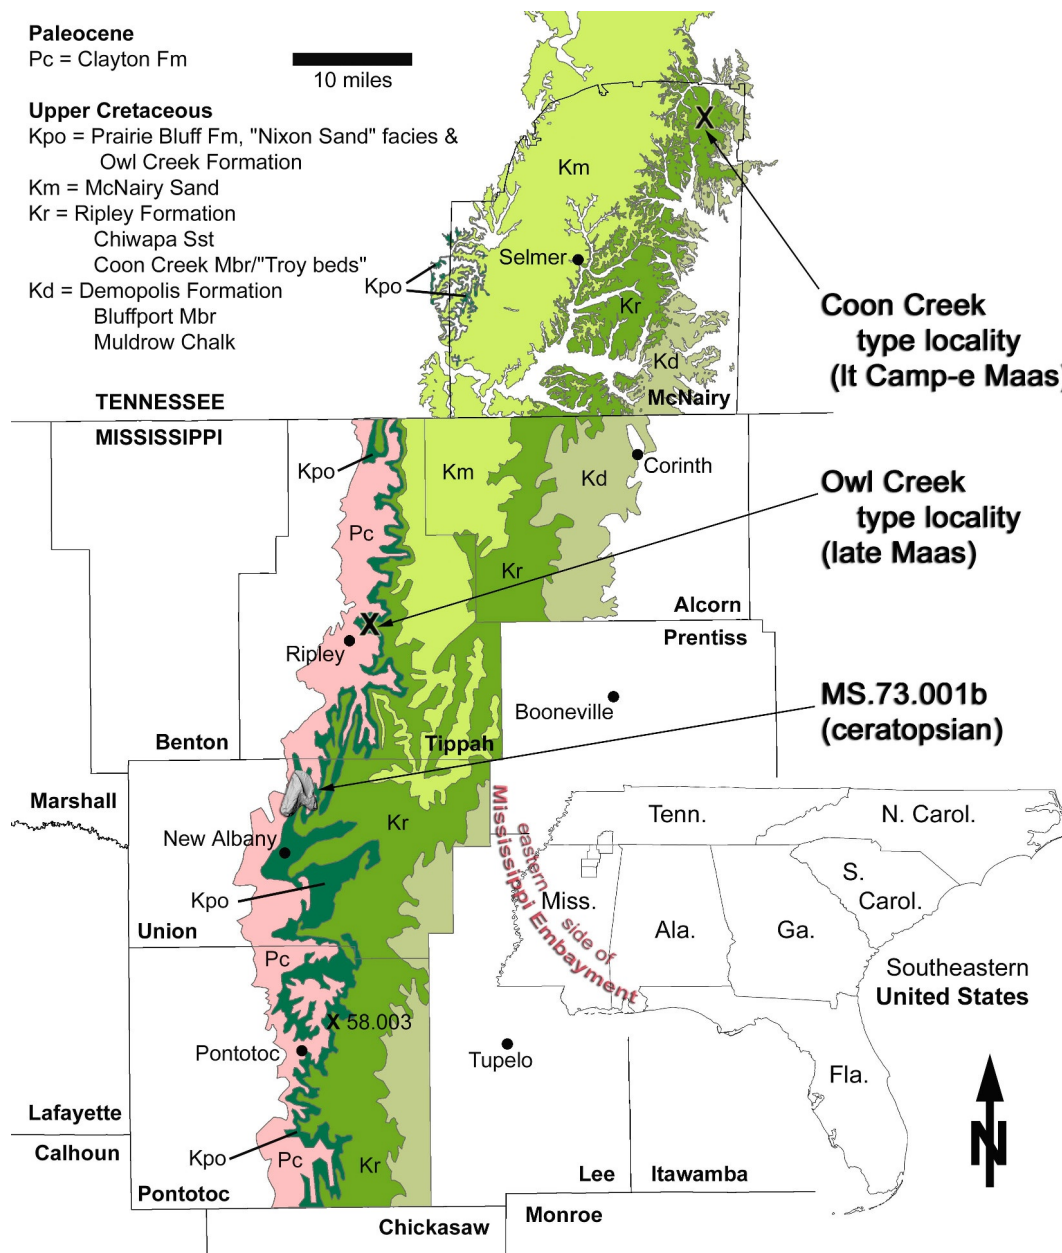 Paleocene
Pc = Clayton Fm
10 miles
Upper Cretaceous
Kpo = Prairie Bluff Fm, "Nixon Sand" facies &
Owl Creek Formation
Km = McNairy Sand
Kr = Ripley Formation
Chiwapa Sst
Coon Creek Mbr/"Troy beds"
Kd = Demopolis Formation
Bluffport Mbr
Muldrow Chalk
X
Km
Selmer
Kpo
Kr
Kd
McNairy
Coon Creek
type locality
(lt Camp-e Maas)
TENNESSEE
MISSISSIPPI
Kpo
Km
Kd
Corinth
Pc
Kr
Owl Creek
type locality
(late Maas)
X
Ripley
Alcorn
Prentiss
Booneville
MS.73.001b
(ceratopsian)
Benton
Tippah
Marshall
New Albany
Kr
Kpo
Union
Mississippi Embayment
eastern side of
Tenn.
N. Carol.
S.
Carol.
Miss.
Ala.
Ga.
Southeastern
United States
Fla.
Pc
X 58.003
Pontotoc
Tupelo
Lafayette
Calhoun
Kpo
Pc
Kr
Pontotoc
Lee
Itawamba
Chickasaw
Monroe
N